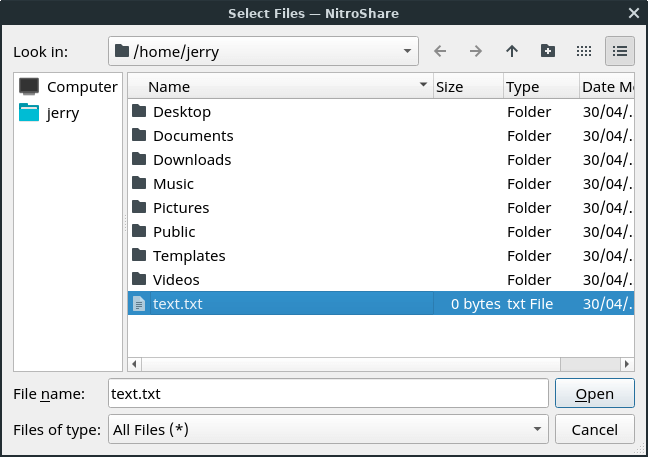 Select Files — NitroShare
Look in: /home/jerry
Computer
jerry
Name Size Type Date Mo
Desktop Folder 30/04/..
Documents Folder 30/04/..
Downloads Folder 30/04/..
Music Folder 30/04/..
Pictures Folder 30/04/..
Public Folder 30/04/..
Templates Folder 30/04/..
Videos Folder 30/04/..
text.txt 0 bytes txt File 30/04/..
File name: text.txt Open
Files of type: All Files (*) Cancel